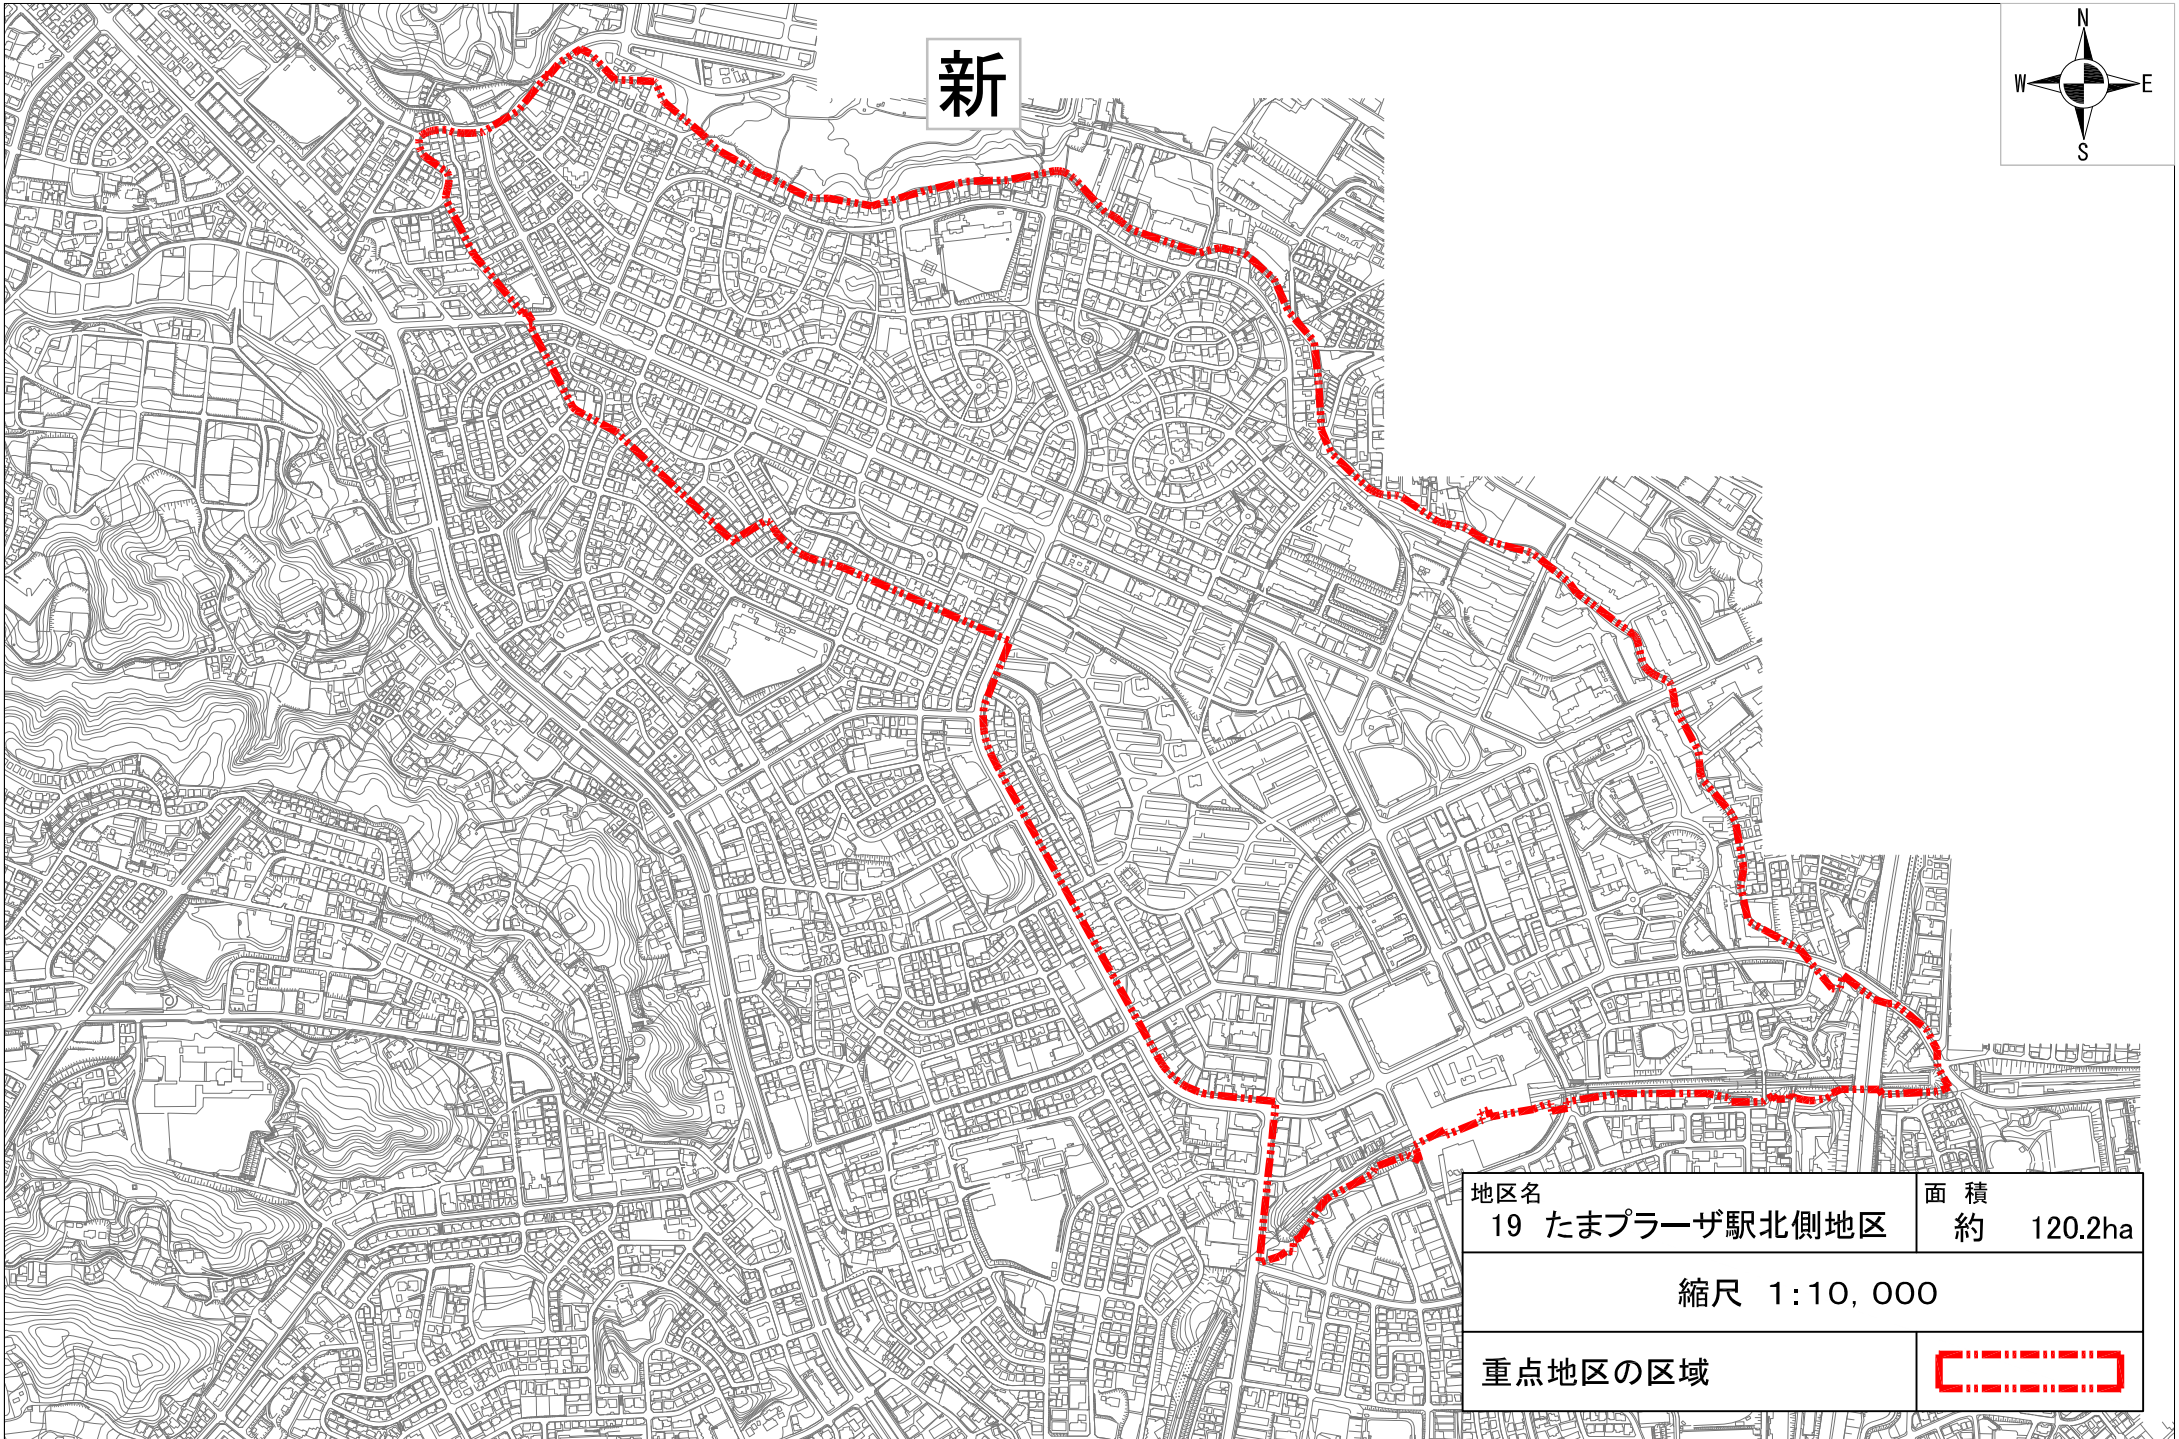 新
N
W E
S
地区名
19 たまプラーザ駅北側地区
面 積
約 120.2ha
縮尺 1:10,000
重点地区の区域